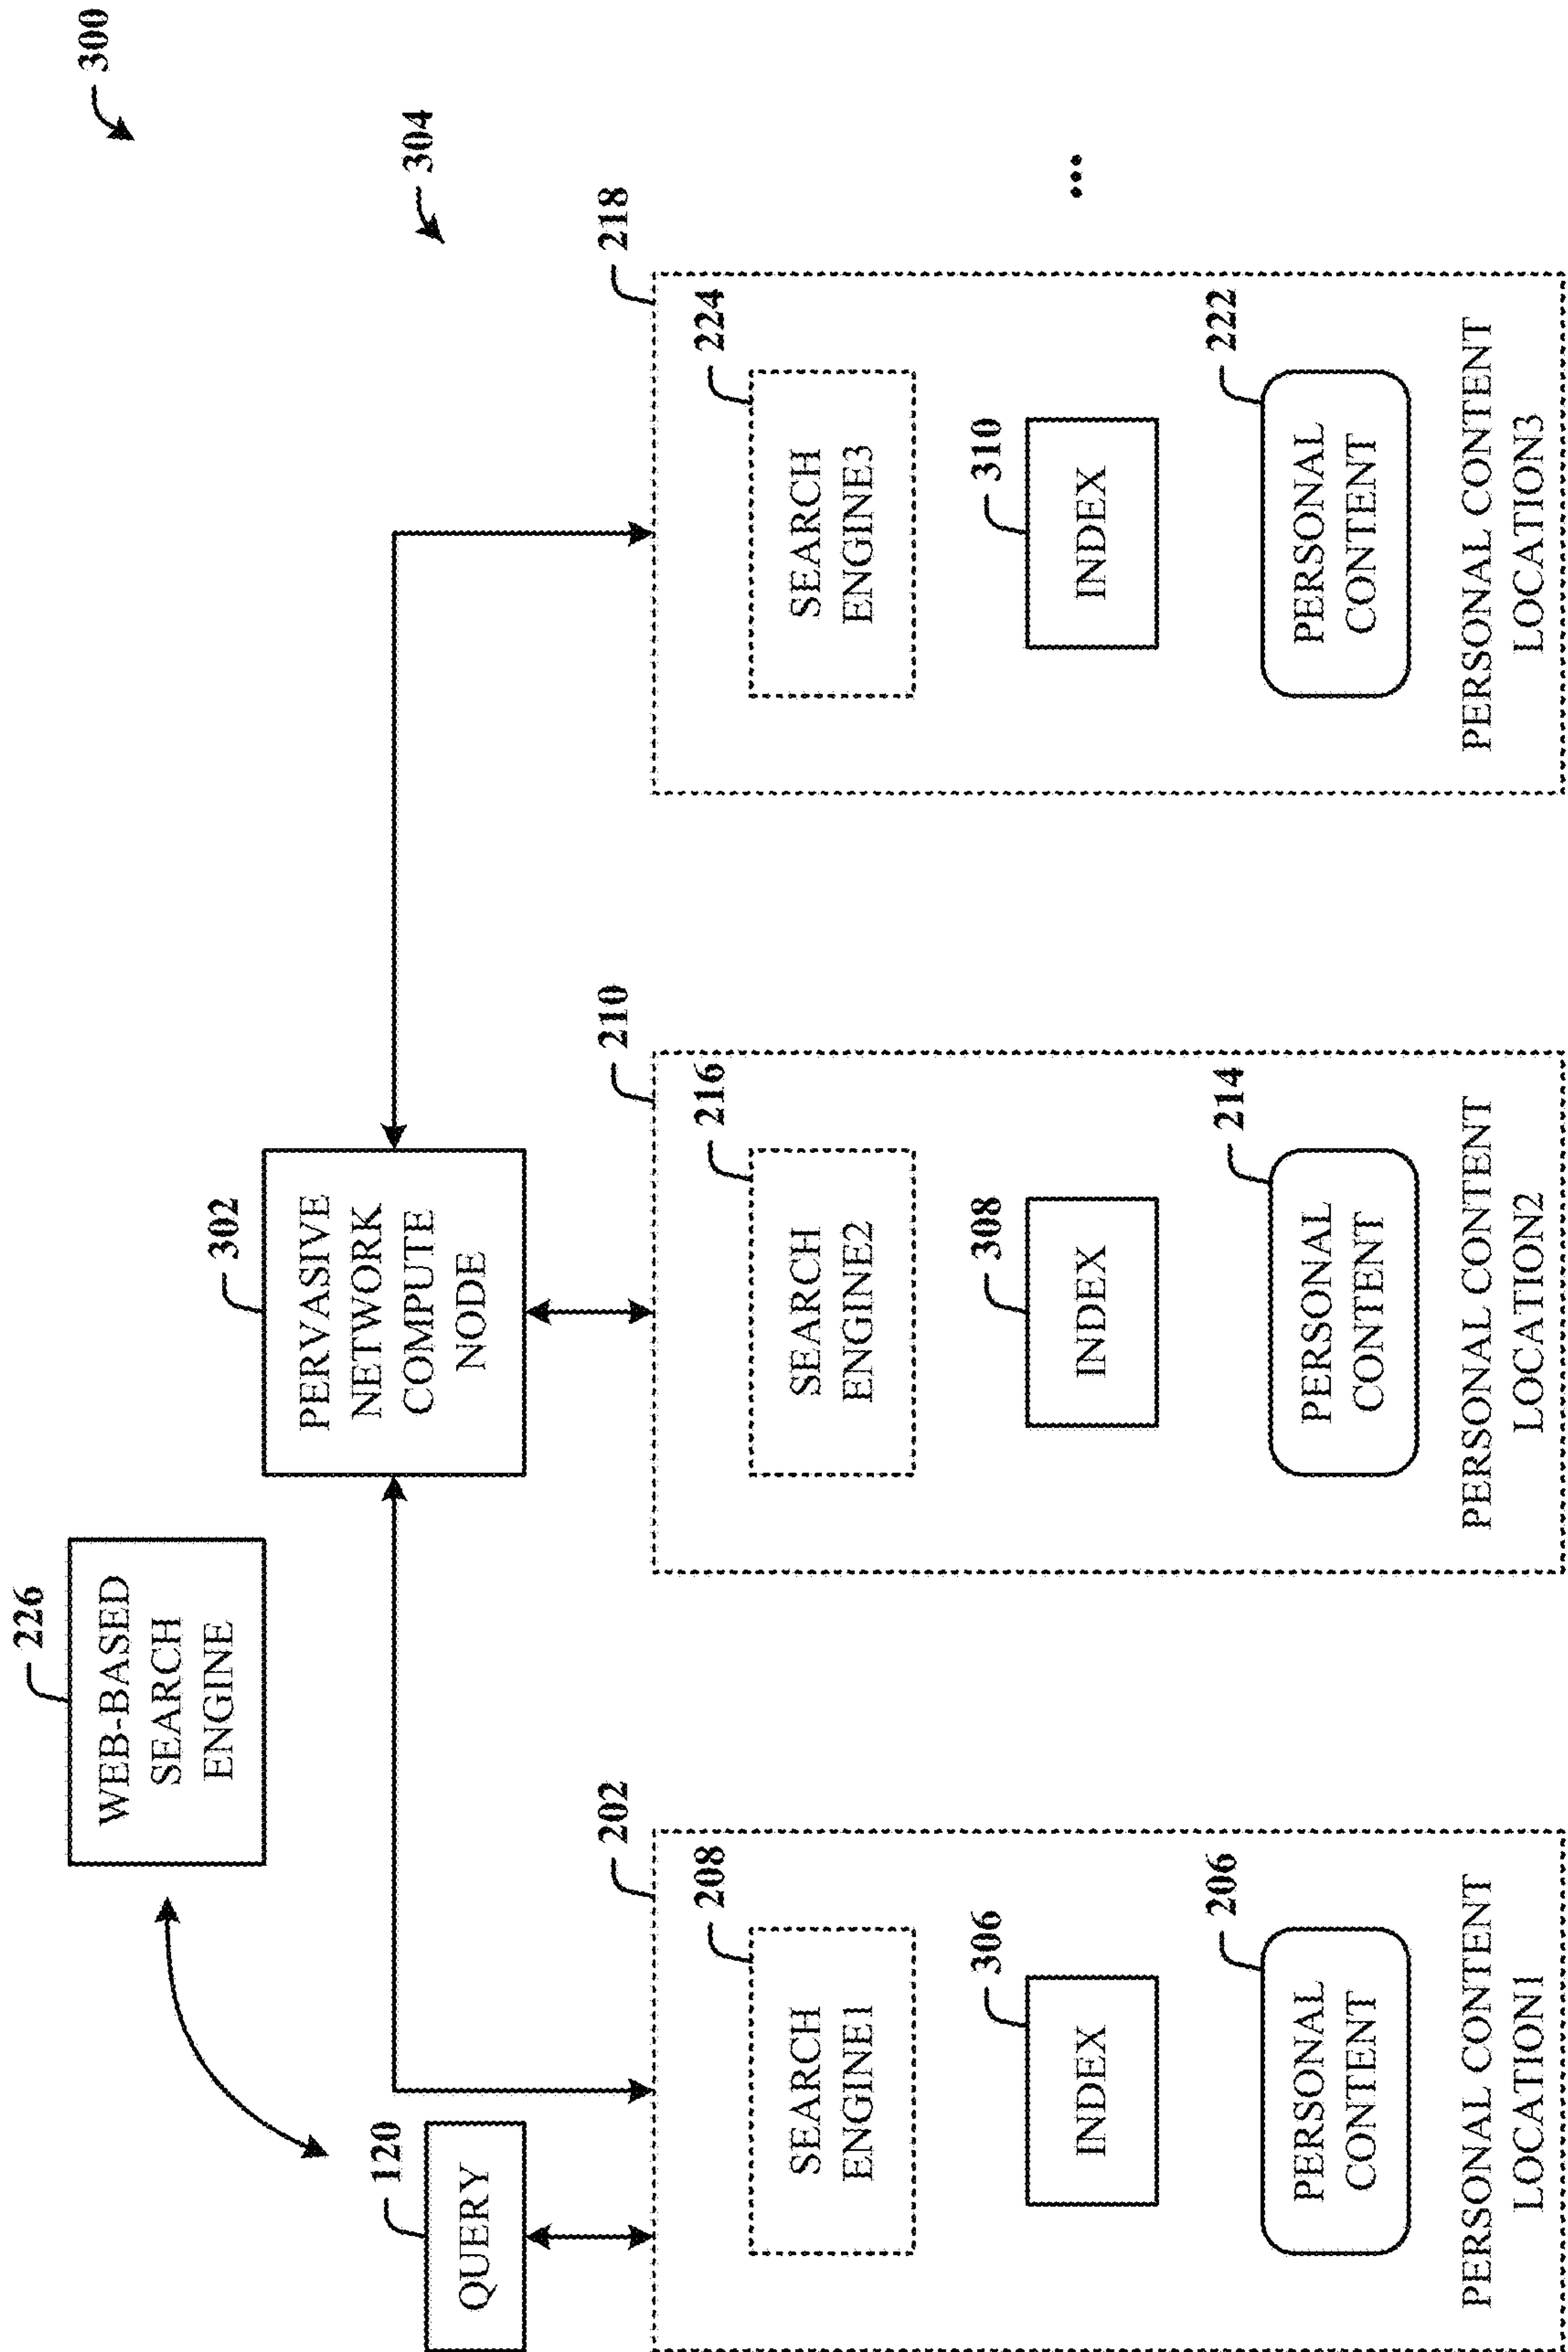 300
226
WEB-BASED
SEARCH
ENGINE
302
PERVASIVE
NETWORK
COMPUTE
NODE
304
120
QUERY
202
208
SEARCH
ENGINE1
306
INDEX
206
PERSONAL
CONTENT
PERSONAL CONTENT
LOCATION1
210
216
SEARCH
ENGINE2
308
INDEX
214
PERSONAL
CONTENT
PERSONAL CONTENT
LOCATION2
218
224
SEARCH
ENGINE3
310
INDEX
222
PERSONAL
CONTENT
PERSONAL CONTENT
LOCATION3
...